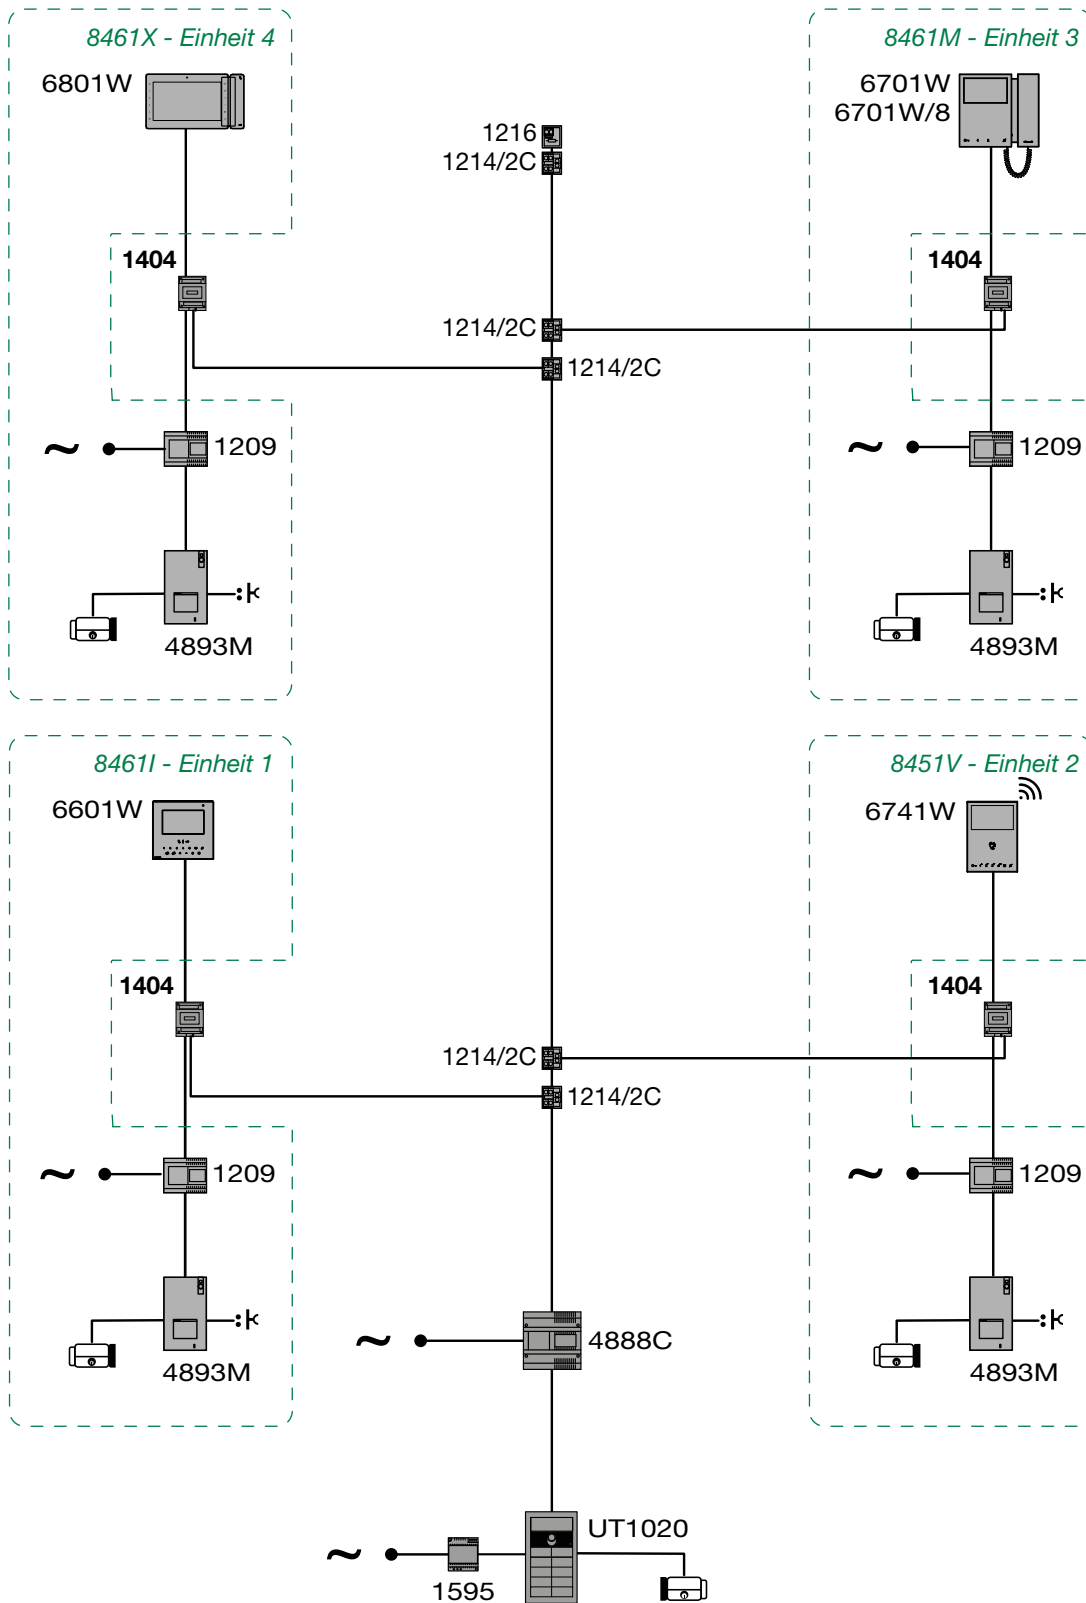 8461X - Einheit 4
6801W
1404
1209
4893M
1216
1214/2C
1214/2C
1214/2C
8461M - Einheit 3
6701W
6701W/8
1404
1209
4893M
8461I - Einheit 1
6601W
1404
1209
4893M
1214/2C
1214/2C
8451V - Einheit 2
6741W
1404
1209
4893M
4888C
UT1020
1595